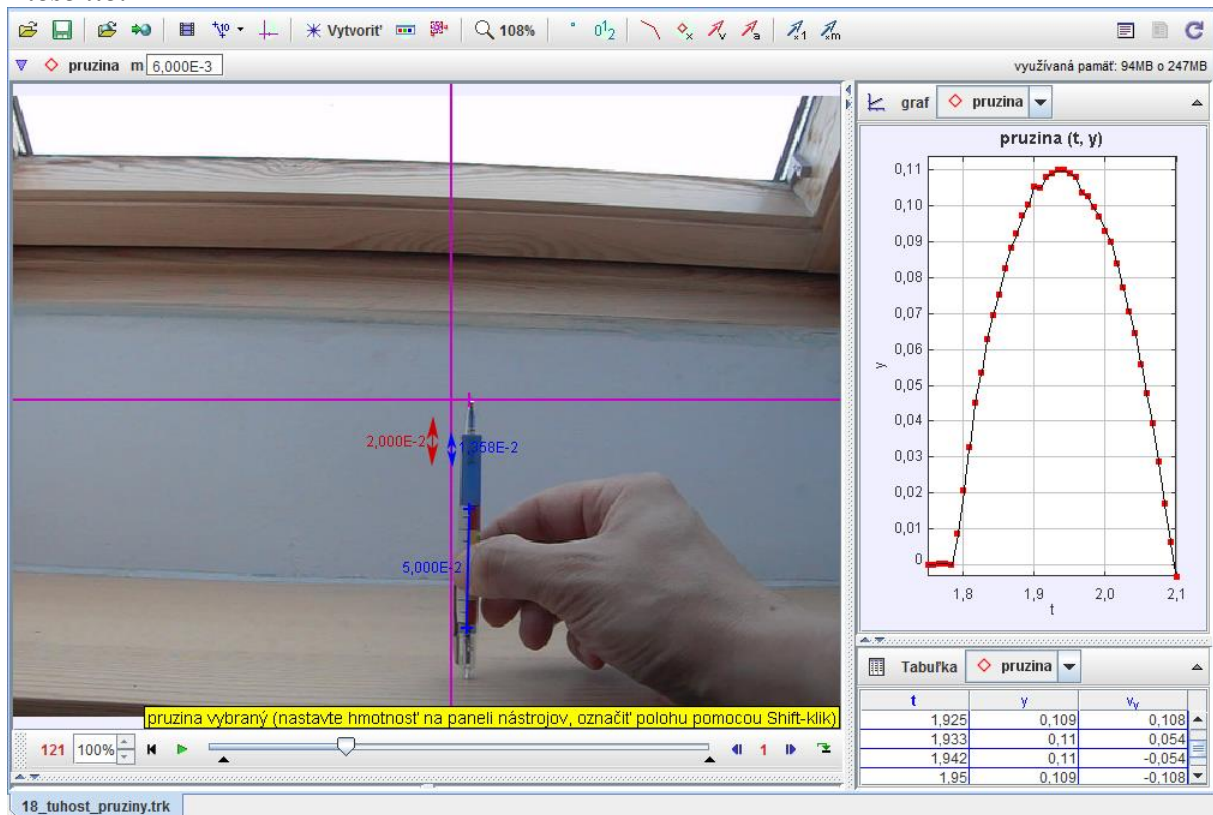 108%
Vytvoriť
pruzina m 6,000E-3
využívaná pamäť: 94MB o 247MB
graf pruzina
pruzina (t, y)
0,11
0,10
0,09
0,08
0,07
0,06
0,05
0,04
0,03
0,02
0,01
0
y
1,8 1,9 2,0 2,1
t
2,000E-2
1,358E-2
5,000E-2
pruzina vybraný (nastavte hmotnosť na paneli nástrojov, označiť polohu pomocou Shift-klik)
121 100% 1
Tabuľka pruzina
t y vy
1,925 0,109 0,108
1,933 0,11 0,054
1,942 0,11 -0,054
1,95 0,109 -0,108
18_tuhost_pruziny.trk